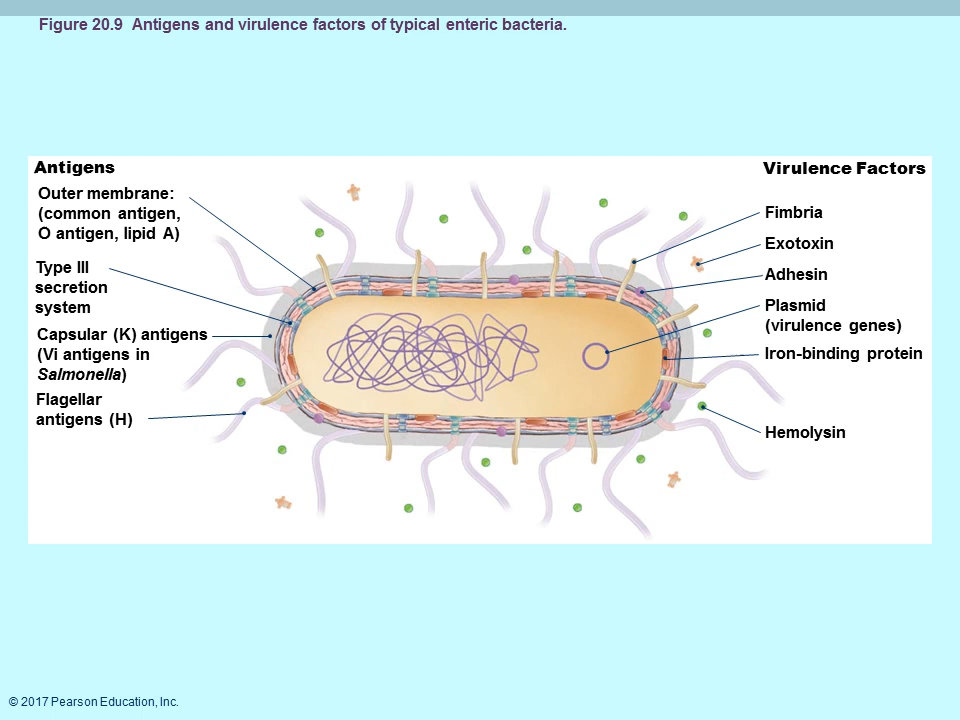 Figure 20.9 Antigens and virulence factors of typical enteric bacteria.
Antigens
Outer membrane:
(common antigen,
O antigen, lipid A)
Type III
secretion
system
Capsular (K) antigens
(Vi antigens in
Salmonella)
Flagellar
antigens (H)
Virulence Factors
Fimbria
Exotoxin
Adhesin
Plasmid
(virulence genes)
Iron-binding protein
Hemolysin
© 2017 Pearson Education, Inc.